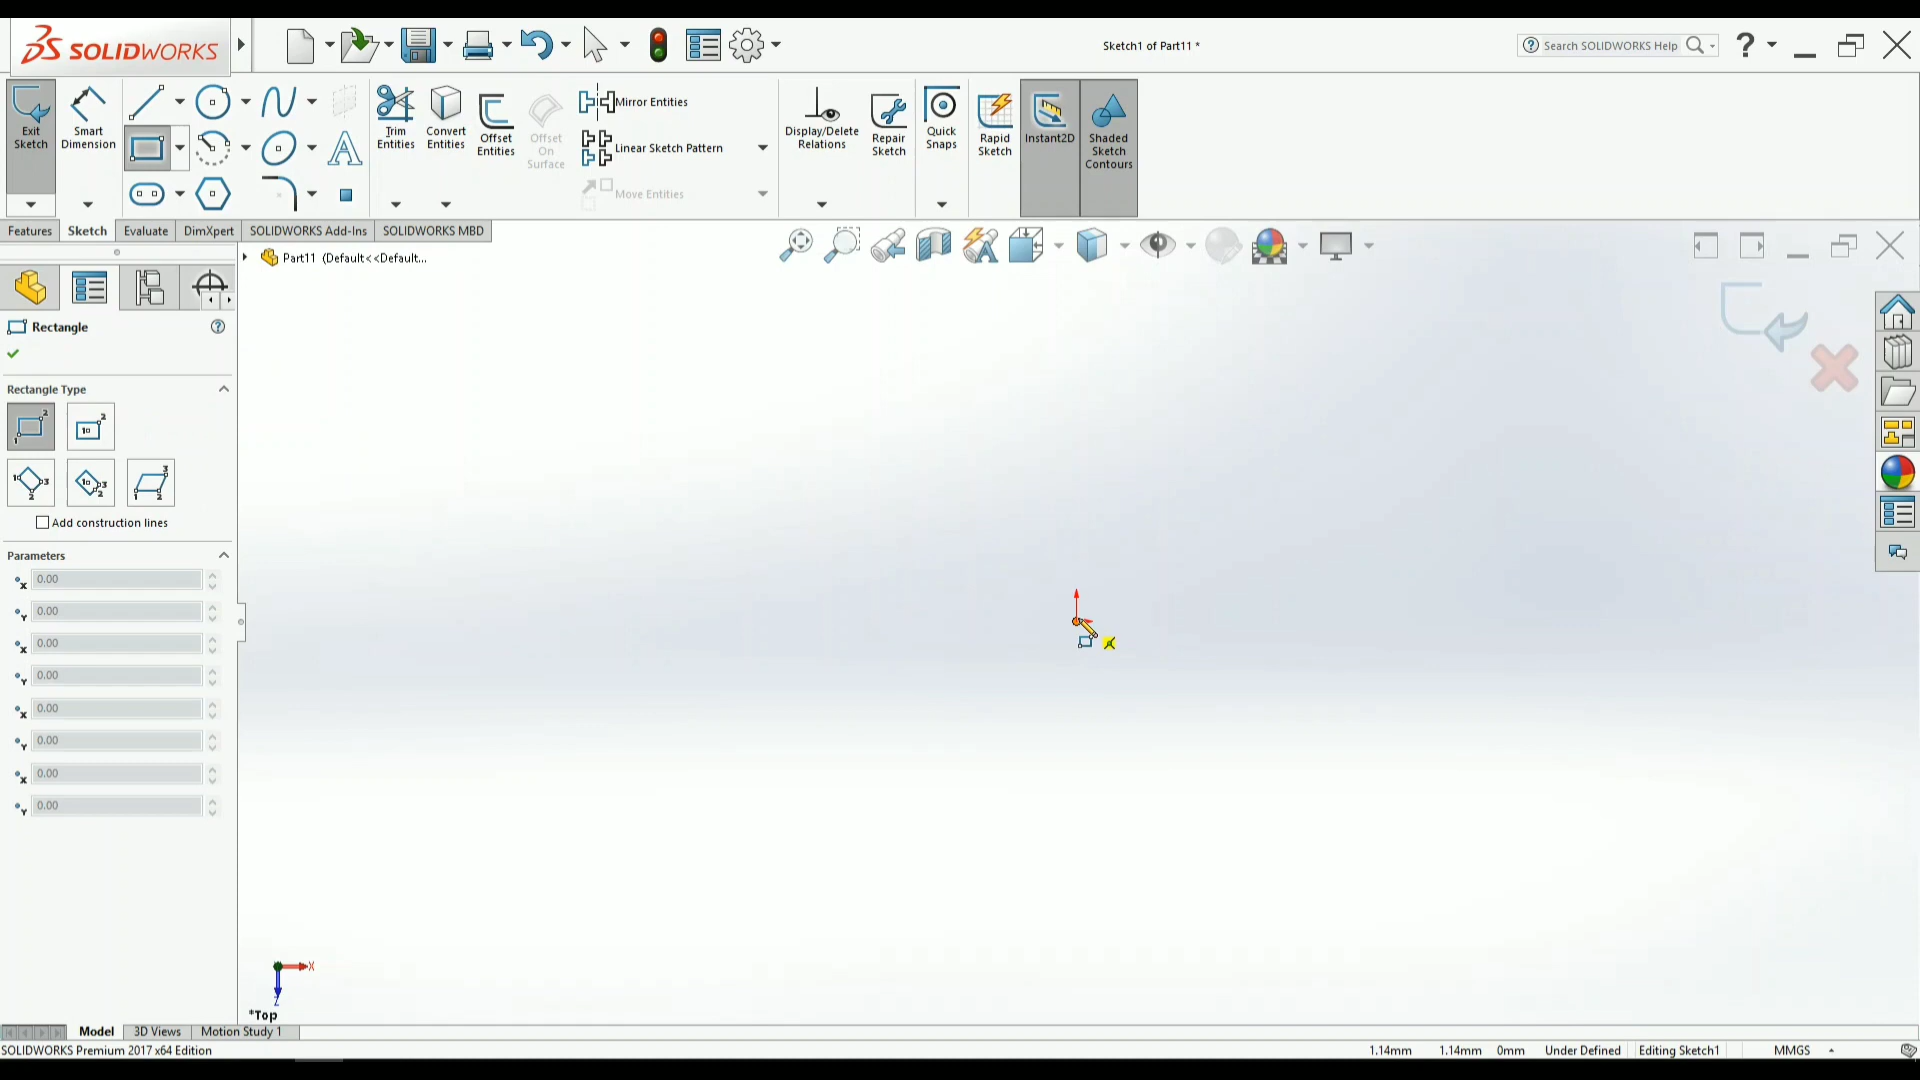 SOLIDWORKS
Sketch1 of Part11 *
Search SOLIDWORKS Help
?
Exit Sketch
Smart Dimension
Trim Entities
Convert Entities
Offset Entities
Offset On Surface
Mirror Entities
Linear Sketch Pattern
Move Entities
Display/Delete Relations
Repair Sketch
Quick Snaps
Rapid Sketch
Instant2D
Shaded Sketch Contours
Features Sketch Evaluate DimXpert SOLIDWORKS Add-Ins SOLIDWORKS MBD
Part11 (Default<<Default...
Rectangle
Rectangle Type
Add construction lines
Parameters
x 0.00
Y 0.00
x 0.00
Y 0.00
x 0.00
Y 0.00
x 0.00
Y 0.00
X
Z
*Top
Model 3D Views Motion Study 1
SOLIDWORKS Premium 2017 x64 Edition
1.14mm 1.14mm 0mm Under Defined Editing Sketch1 MMGS